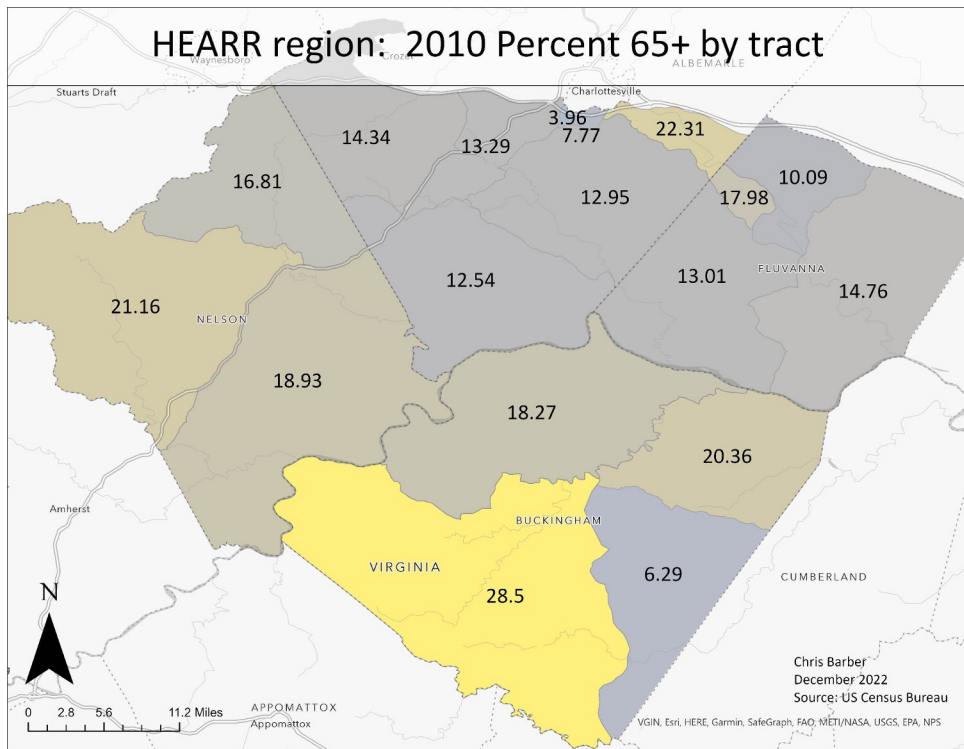 HEARR region: 2010 Percent 65+ by tract
Waynesboro
Crozet
ALBEMARLE
Stuarts Draft
Charlottesville
3.96
22.31
14.34
13.29
7.77
16.81
10.09
12.95
17.98
12.54
13.01
FLUVANNA
14.76
21.16
NELSON
18.93
18.27
20.36
Amherst
BUCKINGHAM
VIRGINIA
6.29
CUMBERLAND
28.5
N
Chris Barber
December 2022
Source: US Census Bureau
0 2.8 5.6 11.2 Miles
APPOMATTOX
Appomattox
VGIN, Esri, HERE, Garmin, SafeGraph, FAO, METI/NASA, USGS, EPA, NPS